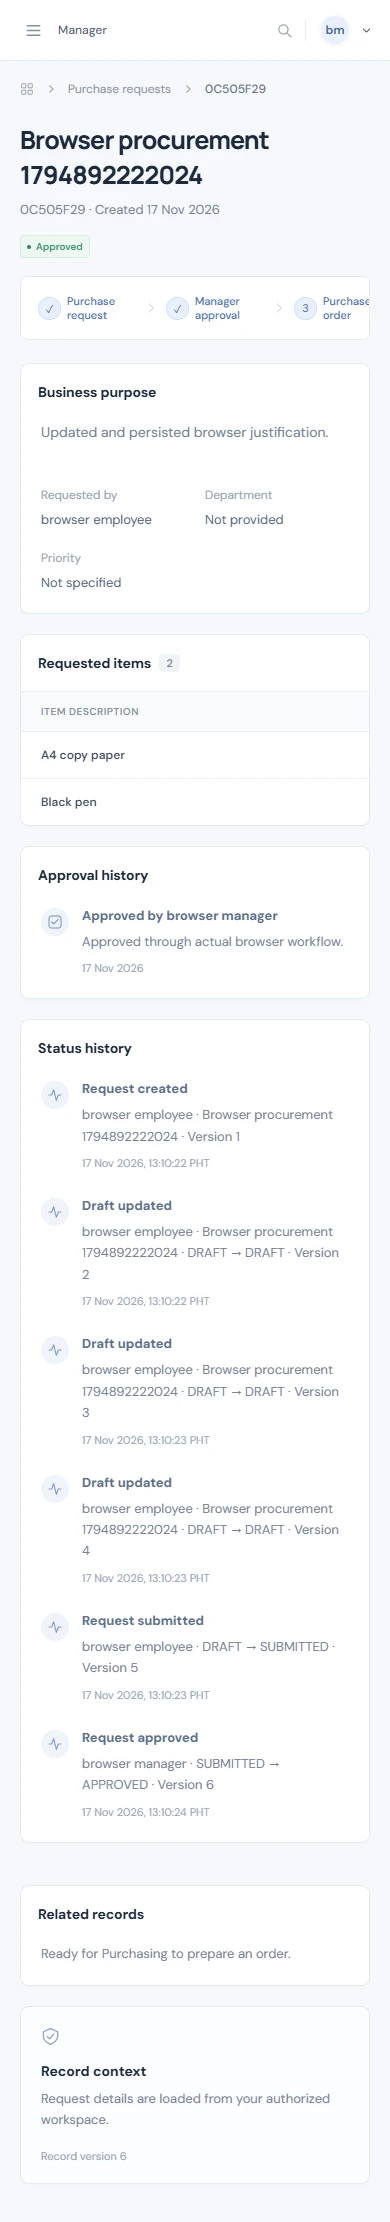 Manager
bm
Purchase requests
0C505F29
Browser procurement
1794892222024
0C505F29 · Created 17 Nov 2026
Approved
Purchase
request
Manager
approval
3
Purchase
order
Business purpose
Updated and persisted browser justification.
Requested by
Department
browser employee
Not provided
Priority
Not specified
Requested items 2
ITEM DESCRIPTION
A4 copy paper
Black pen
Approval history
Approved by browser manager
Approved through actual browser workflow.
17 Nov 2026
Status history
Request created
browser employee · Browser procurement
1794892222024 · Version 1
17 Nov 2026, 13:10:22 PHT
Draft updated
browser employee · Browser procurement
1794892222024 · DRAFT → DRAFT · Version
2
17 Nov 2026, 13:10:22 PHT
Draft updated
browser employee · Browser procurement
1794892222024 · DRAFT → DRAFT · Version
3
17 Nov 2026, 13:10:23 PHT
Draft updated
browser employee · Browser procurement
1794892222024 · DRAFT → DRAFT · Version
4
17 Nov 2026, 13:10:23 PHT
Request submitted
browser employee · DRAFT → SUBMITTED ·
Version 5
17 Nov 2026, 13:10:23 PHT
Request approved
browser manager · SUBMITTED →
APPROVED · Version 6
17 Nov 2026, 13:10:24 PHT
Related records
Ready for Purchasing to prepare an order.
Record context
Request details are loaded from your authorized
workspace.
Record version 6